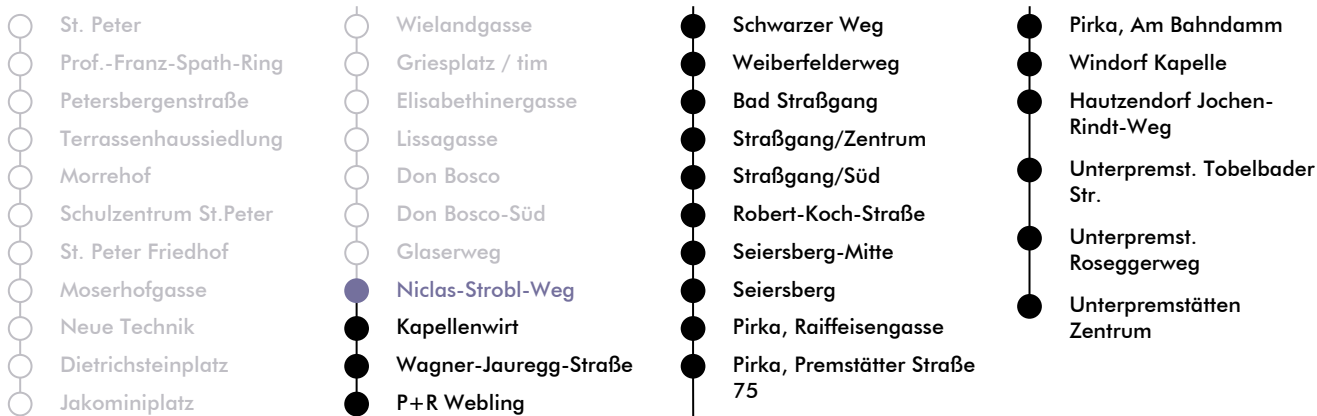 St. Peter
Prof.-Franz-Spath-Ring
Petersbergenstraße
Terrassenhaussiedlung
Morrehof
Schulzentrum St.Peter
St. Peter Friedhof
Moserhofgasse
Neue Technik
Dietrichsteinplatz
Jakominiplatz
Wielandgasse
Griesplatz / tim
Elisabethinergasse
Lissagasse
Don Bosco
Don Bosco-Süd
Glaserweg
Niclas-Strobl-Weg
Kapellenwirt
Wagner-Jauregg-Straße
P+R Webling
Schwarzer Weg
Weiberfelderweg
Bad Straßgang
Straßgang/Zentrum
Straßgang/Süd
Robert-Koch-Straße
Seiersberg-Mitte
Seiersberg
Pirka, Raiffeisengasse
Pirka, Premstätter Straße
75
Pirka, Am Bahndamm
Windorf Kapelle
Hautzendorf Jochen-
Rindt-Weg
Unterpremst. Tobelbader
Str.
Unterpremst.
Roseggerweg
Unterpremstätten
Zentrum